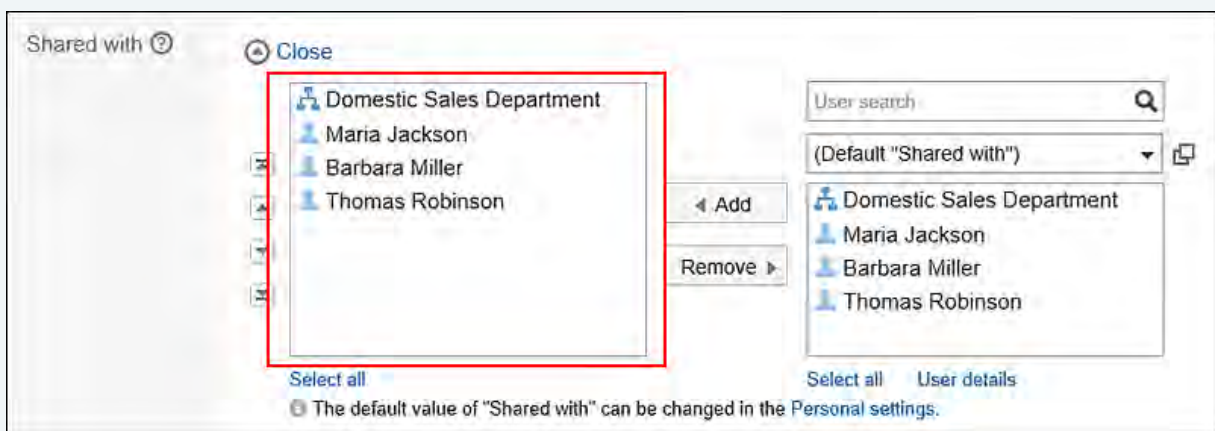 Shared with
Close
Domestic Sales Department
Maria Jackson
Barbara Miller
Thomas Robinson
Add
Remove
Select all
User search
(Default "Shared with")
Domestic Sales Department
Maria Jackson
Barbara Miller
Thomas Robinson
Select all User details
The default value of "Shared with" can be changed in the Personal settings.